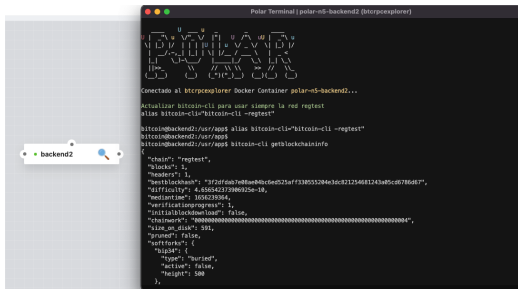 Polar Terminal | polar-n5-backend2 (btcrpcexplorer)
Conectado al btcrpcexplorer Docker Container polar-n5-backend2...
Actualizar bitcoin-cli para usar siempre la red regtest
alias bitcoin-cli="bitcoin-cli -regtest"
bitcoin@backend2:/usr/app$ alias bitcoin-cli="bitcoin-cli -regtest"
bitcoin@backend2:/usr/app$
bitcoin@backend2:/usr/app$ bitcoin-cli getblockchaininfo
{
"chain": "regtest",
"blocks": 1,
"headers": 1,
"difficulty": 4.656542373906925e-10,
"mediantime": 1656239364,
"verificationprogress": 1,
"initialblockdownload": false,
"size_on_disk": 591,
"pruned": false,
"softforks": {
"bip34": {
"type": "buried",
"active": false,
"height": 500
},
backend2